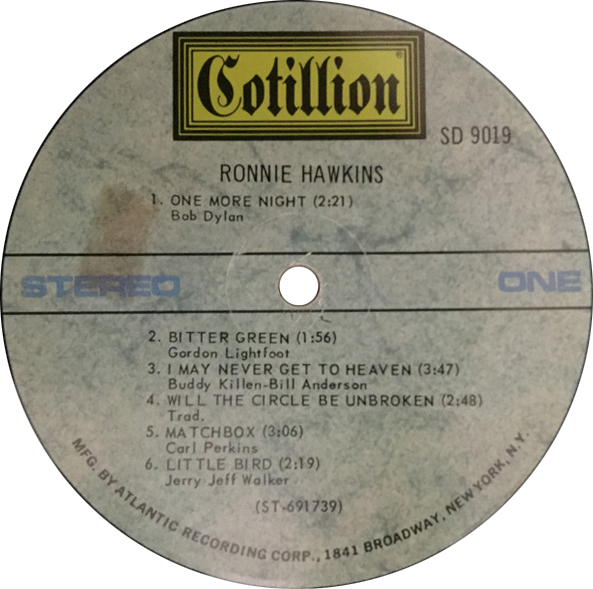 Cotillion®
SD 9019
RONNIE HAWKINS
1. ONE MORE NIGHT (2:21)
Bob Dylan
STEREO ONE
2. BITTER GREEN (1:56)
Gordon Lightfoot
3. I MAY NEVER GET TO HEAVEN (3:47)
Buddy Killen-Bill Anderson
4. WILL THE CIRCLE BE UNBROKEN (2:48)
Trad.
5. MATCHBOX (3:06)
Carl Perkins
6. LITTLE BIRD (2:19)
Jerry Jeff Walker
(ST-691739)
MFG. BY ATLANTIC RECORDING CORP., 1841 BROADWAY, NEW YORK, N.Y.